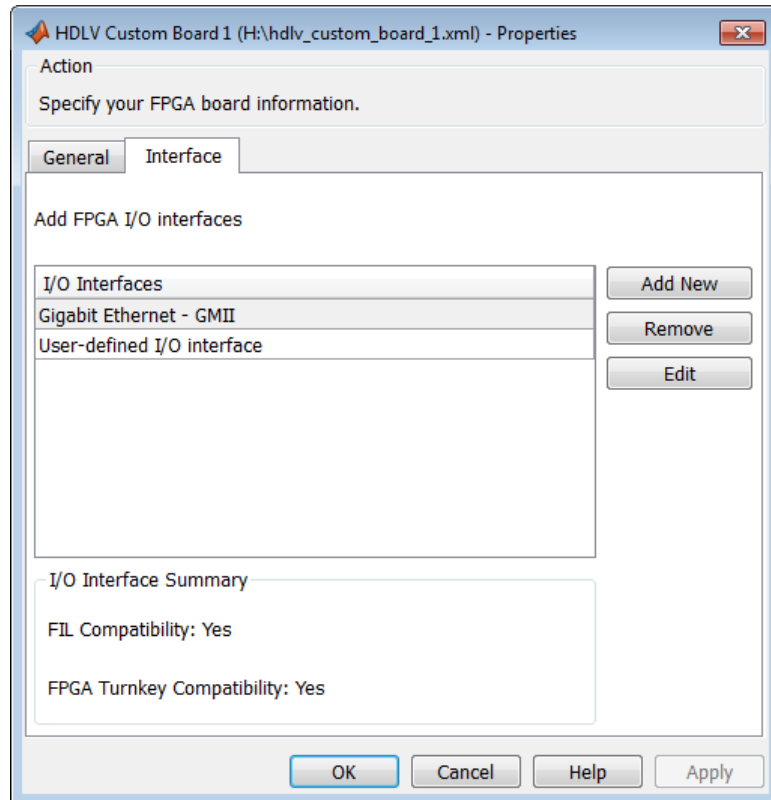 HDLV Custom Board 1 (H:\hdlv_custom_board_1.xml) - Properties
Action
Specify your FPGA board information.
General Interface
Add FPGA I/O interfaces
I/O Interfaces
Gigabit Ethernet - GMII
User-defined I/O interface
Add New
Remove
Edit
I/O Interface Summary
FIL Compatibility: Yes
FPGA Turnkey Compatibility: Yes
OK Cancel Help Apply